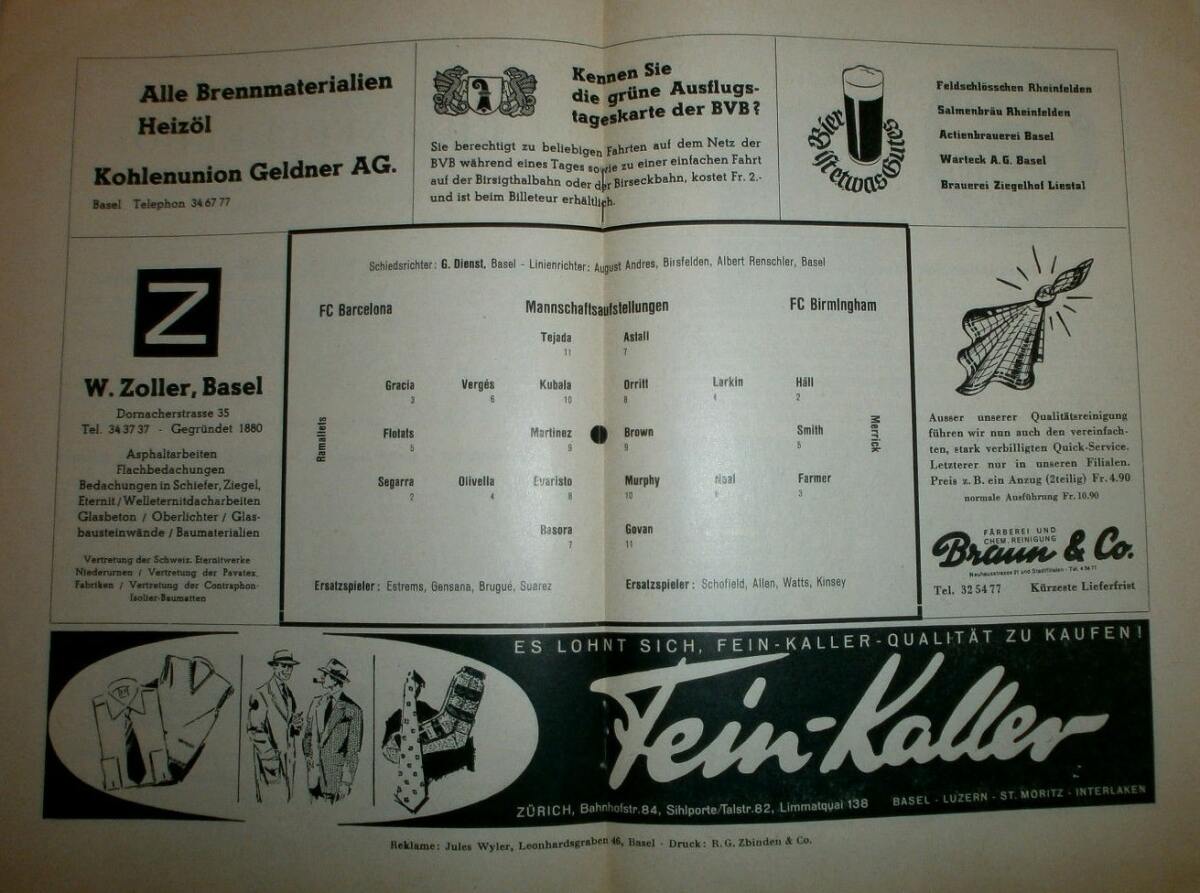 Alle Brennmaterialien
Heizöl
Kohlenunion Geldner AG.
Basel Telephon 34 67 77
Kennen Sie
die grüne Ausflugs-
tageskarte der BVB?
Sie berechtigt zu beliebigen Fahrten auf dem Netz der
BVB während eines Tages sowie zu einer einfachen Fahrt
auf der Birsigthalbahn oder der Birseckbahn, kostet Fr. 2.-
und ist beim Billeteur erhältlich.
Bier
ist etwas Gutes
Feldschlösschen Rheinfelden
Salmenbräu Rheinfelden
Actienbrauerei Basel
Warteck A.G. Basel
Brauerei Ziegelhof Liestal
Z
W. Zoller, Basel
Dornacherstrasse 35
Tel. 34 37 37 - Gegründet 1880
Asphaltarbeiten
Flachbedachungen
Bedachungen in Schiefer, Ziegel,
Eternit / Welleternitdacharbeiten
Glasbeton / Oberlichter / Glas-
bausteinwände / Baumaterialien
Vertretung der Schweiz. Eternitwerke
Niederurnen / Vertretung der Pavatex.
Fabriken / Vertretung der Contraphon-
Isolier-Baumatten
Schiedsrichter: G. Dienst, Basel - Linienrichter: August Andres, Birsfelden, Albert Renschler, Basel
FC Barcelona Mannschaftsaufstellungen FC Birmingham
Tejada Astall
11 7
Gracia Vergés Kubala Orritt Larkin Hall
3 6 10 8 4 2
Ramallets Flotats Martinez Brown Smith Merrick
5 9 9 5
Segarra Olivella Evaristo Murphy Neal Farmer
2 4 8 10 6 3
Basora Govan
7 11
Ersatzspieler: Estrems, Gensana, Brugué, Suarez Ersatzspieler: Schofield, Allen, Watts, Kinsey
Ausser unserer Qualitätsreinigung
führen wir nun auch den vereinfach-
ten, stark verbilligten Quick-Service.
Letzterer nur in unseren Filialen.
Preis z. B. ein Anzug (2teilig) Fr. 4.90
normale Ausführung Fr. 10.90
FÄRBEREI UND
CHEM. REINIGUNG
Braun & Co.
Neuhausstrasse 21 und Stadtfilialen - Tel. 4 34 77
Tel. 32 54 77 Kürzeste Lieferfrist
ES LOHNT SICH, FEIN-KALLER-QUALITÄT ZU KAUFEN!
Fein-Kaller
ZÜRICH, Bahnhofstr. 84, Sihlporte/Talstr. 82, Limmatquai 138 BASEL - LUZERN - ST. MORITZ - INTERLAKEN
Reklame: Jules Wyler, Leonhardsgraben 46, Basel - Druck: R. G. Zbinden & Co.